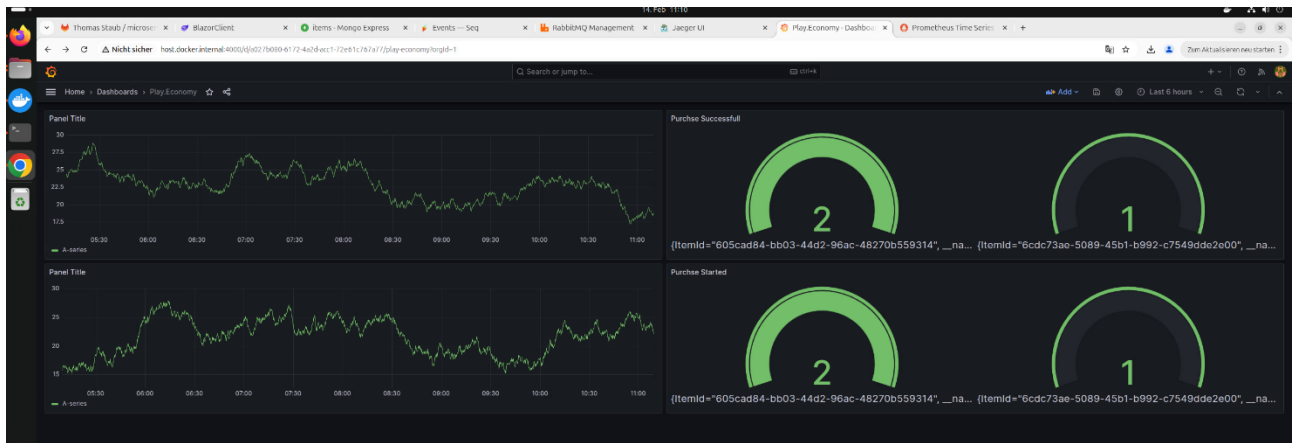 14. Feb 11:10
Thomas Staub / microser
BlazorClient
items - Mongo Express
Events — Seq
RabbitMQ Management
Jaeger UI
Play.Economy - Dashboa
Prometheus Time Series
Nicht sicher host.docker.internal:4000/d/a027b080-6172-4a2d-acc1-72e61c767a77/play-economy?orgId=1
Zum Aktualisieren neu starten
Search or jump to...
ctrl+k
Home › Dashboards › Play.Economy
Add
Last 6 hours
Panel Title
30
27.5
25
22.5
20
17.5
05:30 06:00 06:30 07:00 07:30 08:00 08:30 09:00 09:30 10:00 10:30 11:00
A-series
Purchse Successfull
2
1
{ItemId="605cad84-bb03-44d2-96ac-48270b559314", __na...
{ItemId="6cdc73ae-5089-45b1-b992-c7549dde2e00", __na...
Panel Title
30
25
20
15
05:30 06:00 06:30 07:00 07:30 08:00 08:30 09:00 09:30 10:00 10:30 11:00
A-series
Purchse Started
2
1
{ItemId="605cad84-bb03-44d2-96ac-48270b559314", __na...
{ItemId="6cdc73ae-5089-45b1-b992-c7549dde2e00", __na...